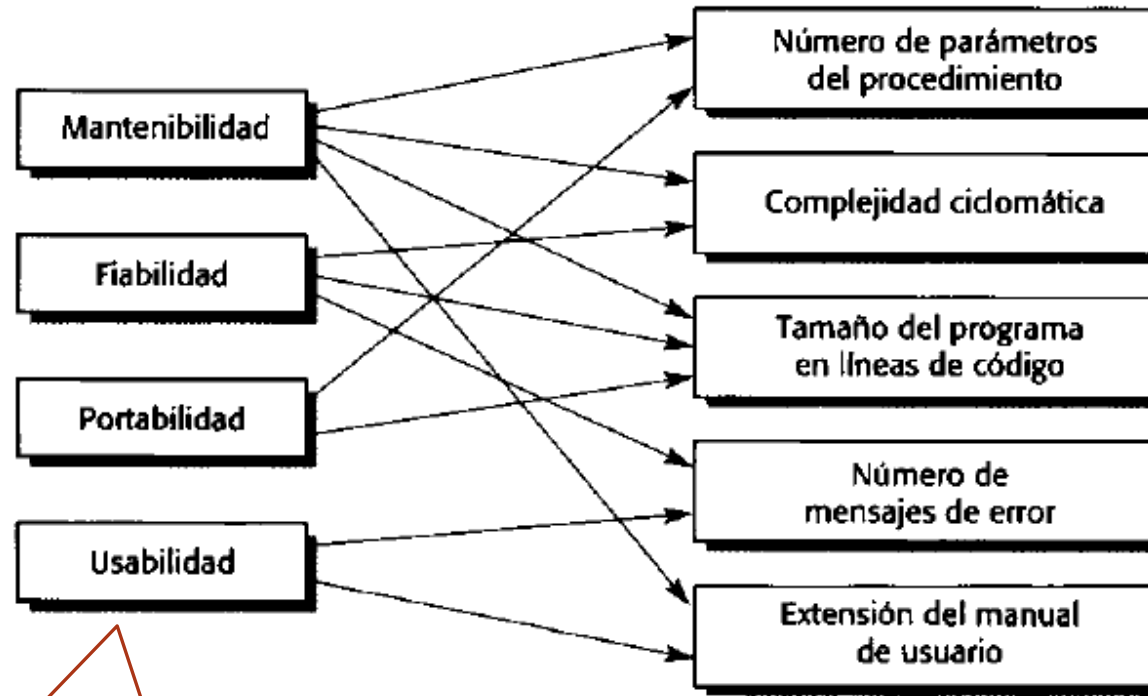 Mantenibilidad
Fiabilidad
Portabilidad
Usabilidad
Número de parámetros
del procedimiento
Complejidad ciclomática
Tamaño del programa
en líneas de código
Número de
mensajes de error
Extensión del manual
de usuario